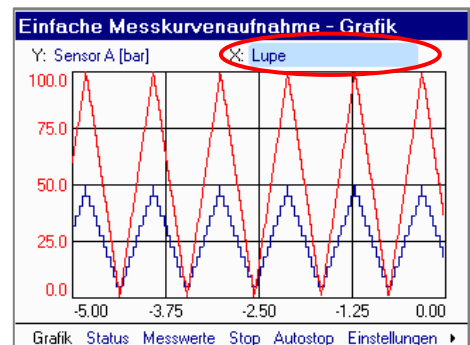 Einfache Messkurvenaufnahme - Grafik
Y: Sensor A [bar] X: Lupe
100.0
75.0
50.0
25.0
0.0
-5.00 -3.75 -2.50 -1.25 0.00
Grafik Status Messwerte Stop Autostop Einstellungen